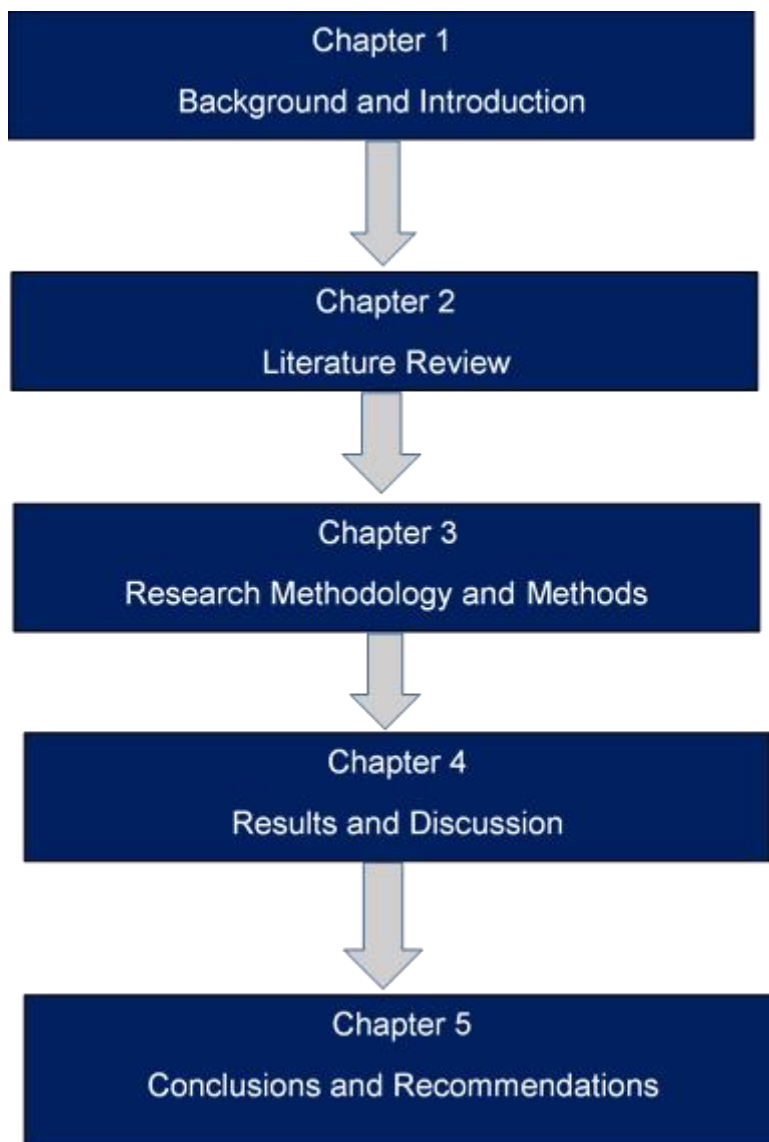 Chapter 1
Background and Introduction
Chapter 2
Literature Review
Chapter 3
Research Methodology and Methods
Chapter 4
Results and Discussion
Chapter 5
Conclusions and Recommendations